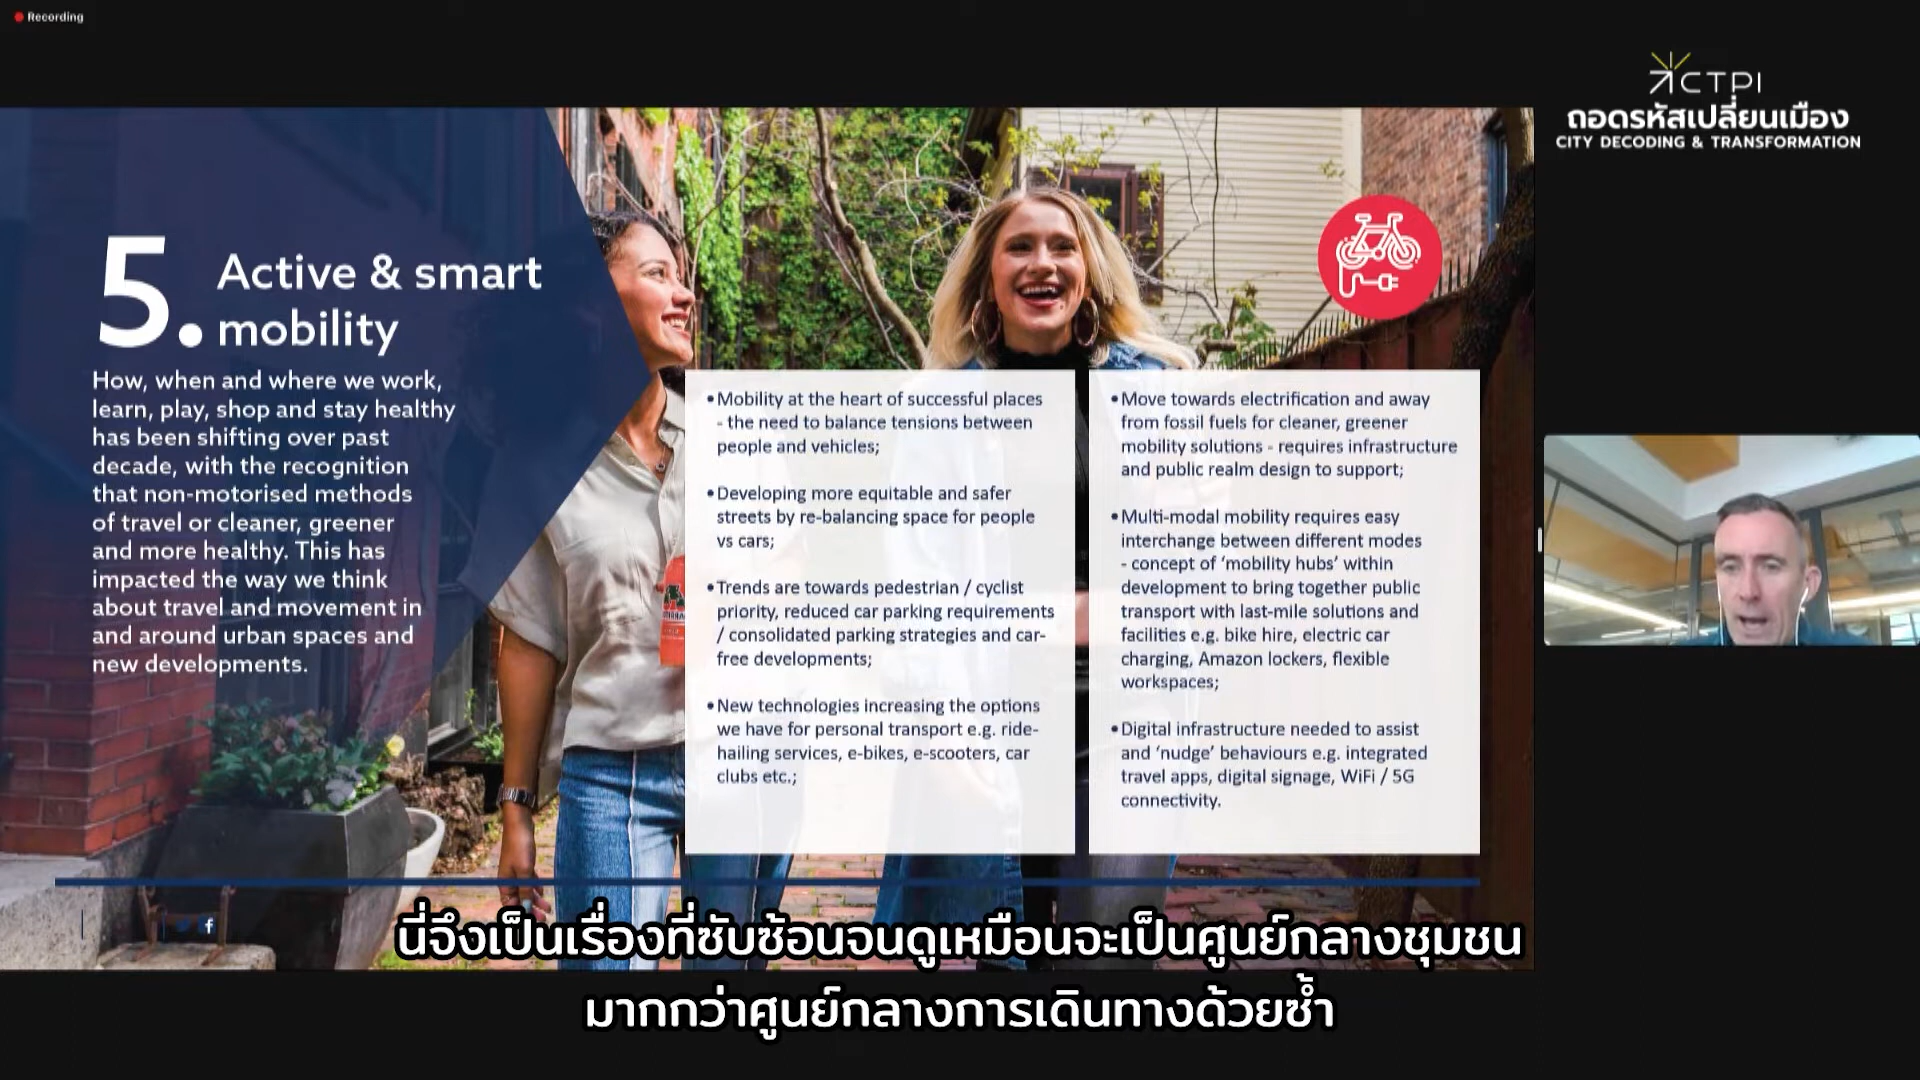 Recording
CTPI
ถอดรหัสเปลี่ยนเมือง
CITY DECODING & TRANSFORMATION
5. Active & smart
mobility
How, when and where we work,
learn, play, shop and stay healthy
has been shifting over past
decade, with the recognition
that non-motorised methods
of travel or cleaner, greener
and more healthy. This has
impacted the way we think
about travel and movement in
and around urban spaces and
new developments.
•Mobility at the heart of successful places
- the need to balance tensions between
people and vehicles;
•Developing more equitable and safer
streets by re-balancing space for people
vs cars;
•Trends are towards pedestrian / cyclist
priority, reduced car parking requirements
/ consolidated parking strategies and car-
free developments;
•New technologies increasing the options
we have for personal transport e.g. ride-
hailing services, e-bikes, e-scooters, car
clubs etc.;
•Move towards electrification and away
from fossil fuels for cleaner, greener
mobility solutions - requires infrastructure
and public realm design to support;
•Multi-modal mobility requires easy
interchange between different modes
- concept of ‘mobility hubs’ within
development to bring together public
transport with last-mile solutions and
facilities e.g. bike hire, electric car
charging, Amazon lockers, flexible
workspaces;
•Digital infrastructure needed to assist
and ‘nudge’ behaviours e.g. integrated
travel apps, digital signage, WiFi / 5G
connectivity.
นี่จึงเป็นเรื่องที่ซับซ้อนจนดูเหมือนจะเป็นศูนย์กลางชุมชน
มากกว่าศูนย์กลางการเดินทางด้วยซ้ำ